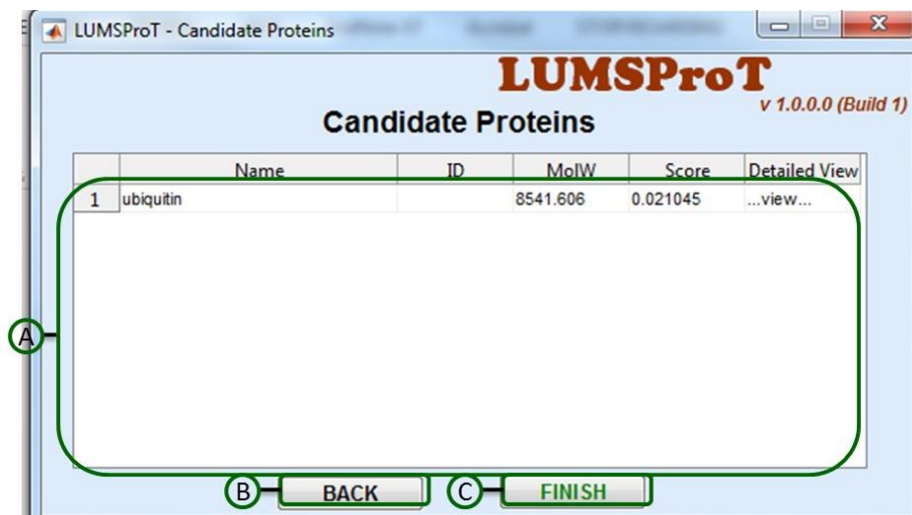 LUMSProT - Candidate Proteins
LUMSProT
v 1.0.0.0 (Build 1)
Candidate Proteins
Name ID MolW Score Detailed View
1 ubiquitin 8541.606 0.021045 ...view...
A
B BACK C FINISH